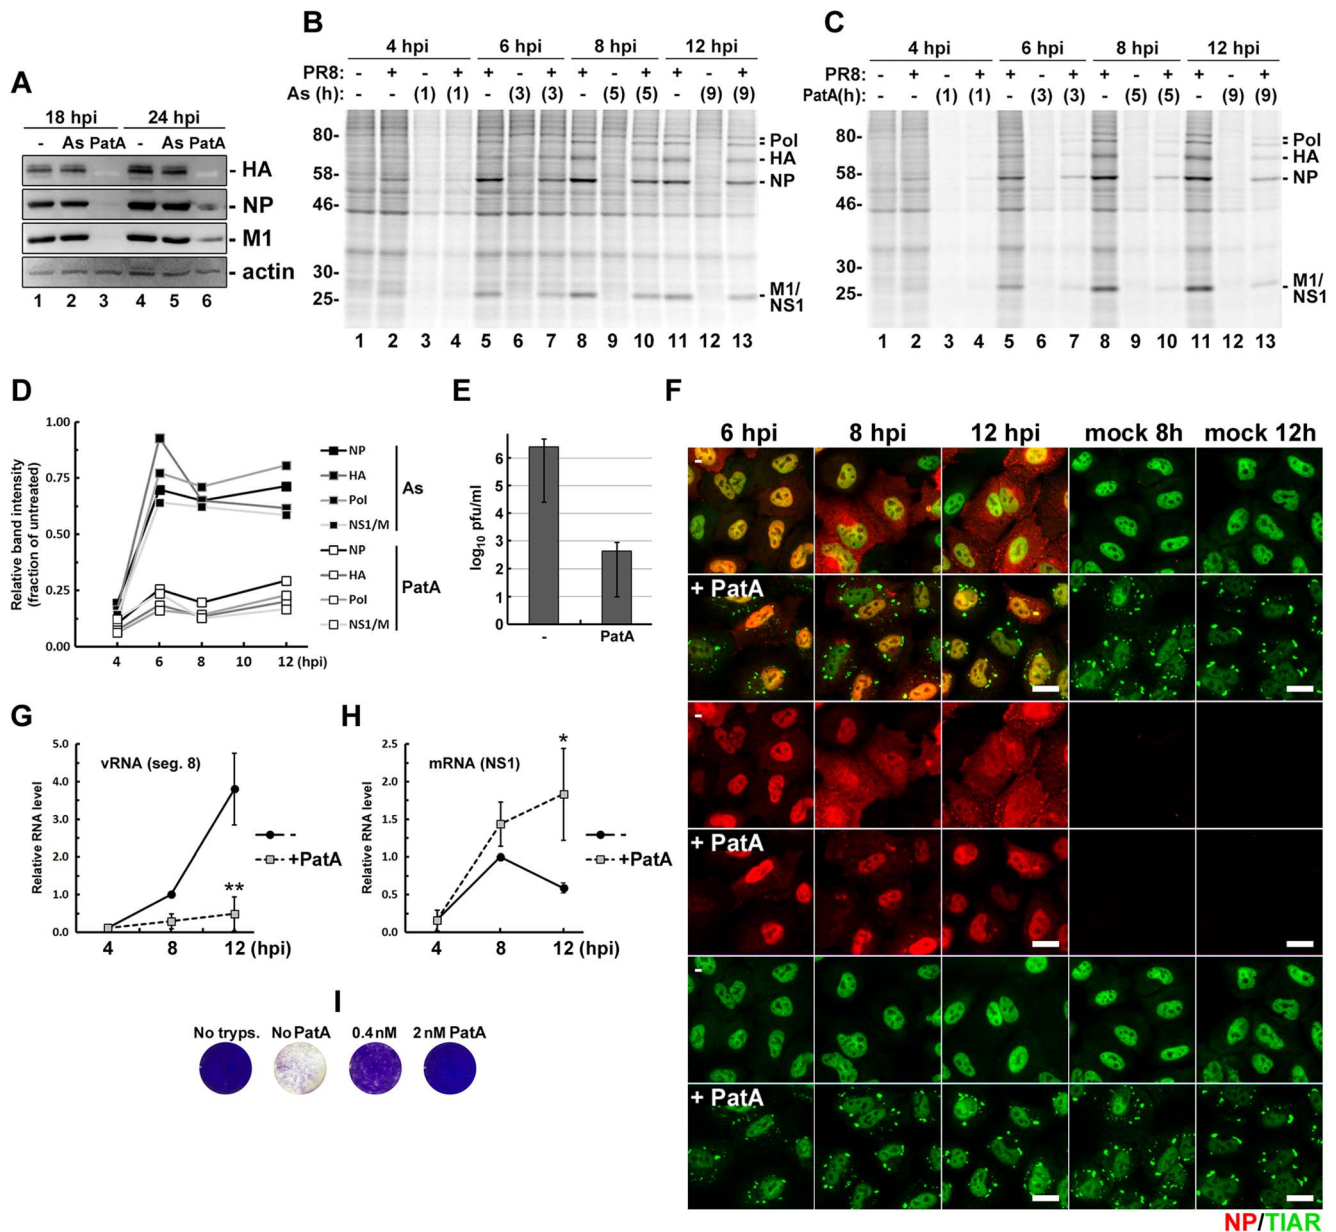 A
18 hpi 24 hpi
- As PatA - As PatA
- HA
- NP
- M1
- actin
1 2 3 4 5 6
B
4 hpi 6 hpi 8 hpi 12 hpi
PR8: - + - + + - + + - + + - +
As (h) - - (1) (1) - (3) (3) - (5) (5) - (9) (9)
80-
58-
46-
30-
25-
Pol
HA
NP
M1/
NS1
1 2 3 4 5 6 7 8 9 10 11 12 13
C
4 hpi 6 hpi 8 hpi 12 hpi
PR8: - + - + + - + + - + + - +
PatA(h): - - (1) (1) - (3) (3) - (5) (5) - (9) (9)
80-
58-
46-
30-
25-
Pol
HA
NP
M1/
NS1
1 2 3 4 5 6 7 8 9 10 11 12 13
D
Relative band intensity
(fraction of untreated)
1.00
0.75
0.50
0.25
0.00
4 6 8 10 12 (hpi)
NP
HA
Pol
NS1/M
As
NP
HA
Pol
NS1/M
PatA
E
log10 pfu/ml
6
5
4
3
2
1
0
- PatA
F
6 hpi 8 hpi 12 hpi mock 8h mock 12h
-
+ PatA
-
+ PatA
-
+ PatA
NP/TIAR
G
vRNA (seg. 8)
Relative RNA level
5.0
4.0
3.0
2.0
1.0
0.0
**
4 8 12 (hpi)
-
+PatA
H
mRNA (NS1)
Relative RNA level
2.5
2.0
1.5
1.0
0.5
0.0
*
4 8 12 (hpi)
-
+PatA
I
No tryps. No PatA 0.4 nM 2 nM PatA